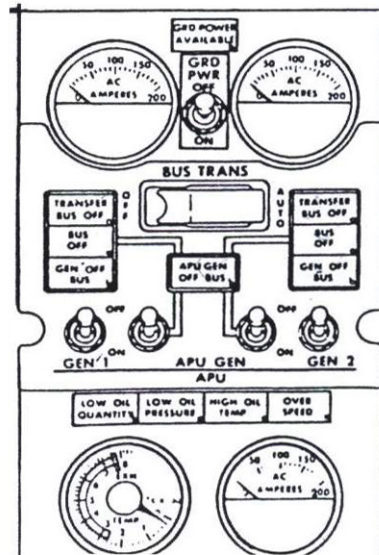 GRD POWER
AVAILABLE
GRD
PWR
OFF
ON
0 50 100 150 200
AC
AMPERES
0 50 100 150 200
AC
AMPERES
BUS TRANS
OFF
AUTO
TRANSFER
BUS OFF
BUS
OFF
GEN OFF
BUS
APU GEN
OFF BUS
TRANSFER
BUS OFF
BUS
OFF
GEN OFF
BUS
OFF
OFF
GEN 1
ON
APU GEN
ON
GEN 2
APU
LOW OIL
QUANTITY
LOW OIL
PRESSURE
HIGH OIL
TEMP
OVER
SPEED
TEMP
50 100 150 200
AC
AMPERES